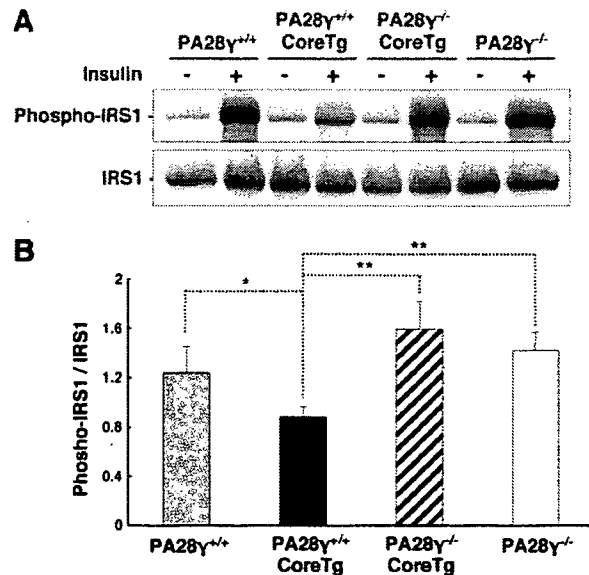 A
PA28γ+/+
PA28γ+/+
CoreTg
PA28γ-/-
CoreTg
PA28γ-/-
Insulin - + - + - + - +
Phospho-IRS1 -
IRS1 -
B
**
**
*
2
1.6
1.2
0.8
0.4
0
Phosho-IRS1 / IRS1
PA28γ+/+
PA28γ+/+
CoreTg
PA28γ-/-
CoreTg
PA28γ-/-